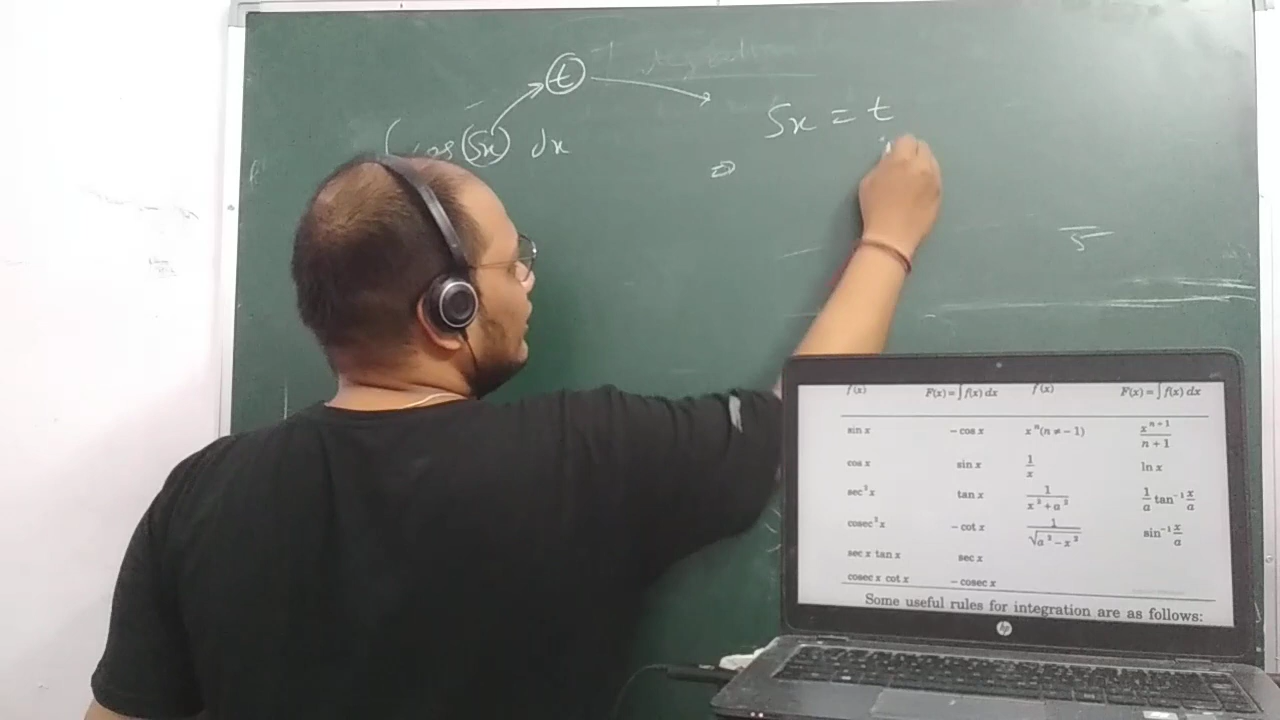 t
∫ cos (5x) dx
5x = t
⇒
5
f(x) F(x) = ∫ f(x) dx f(x) F(x) = ∫ f(x) dx
sin x − cos x xⁿ(n ≠ − 1) xⁿ⁺¹/n + 1
cos x sin x 1/x ln x
sec²x tan x 1/x² + a² 1/a tan⁻¹ x/a
cosec²x − cot x 1/√a² − x² sin⁻¹ x/a
sec x tan x sec x
cosec x cot x − cosec x
Some useful rules for integration are as follows:
hp